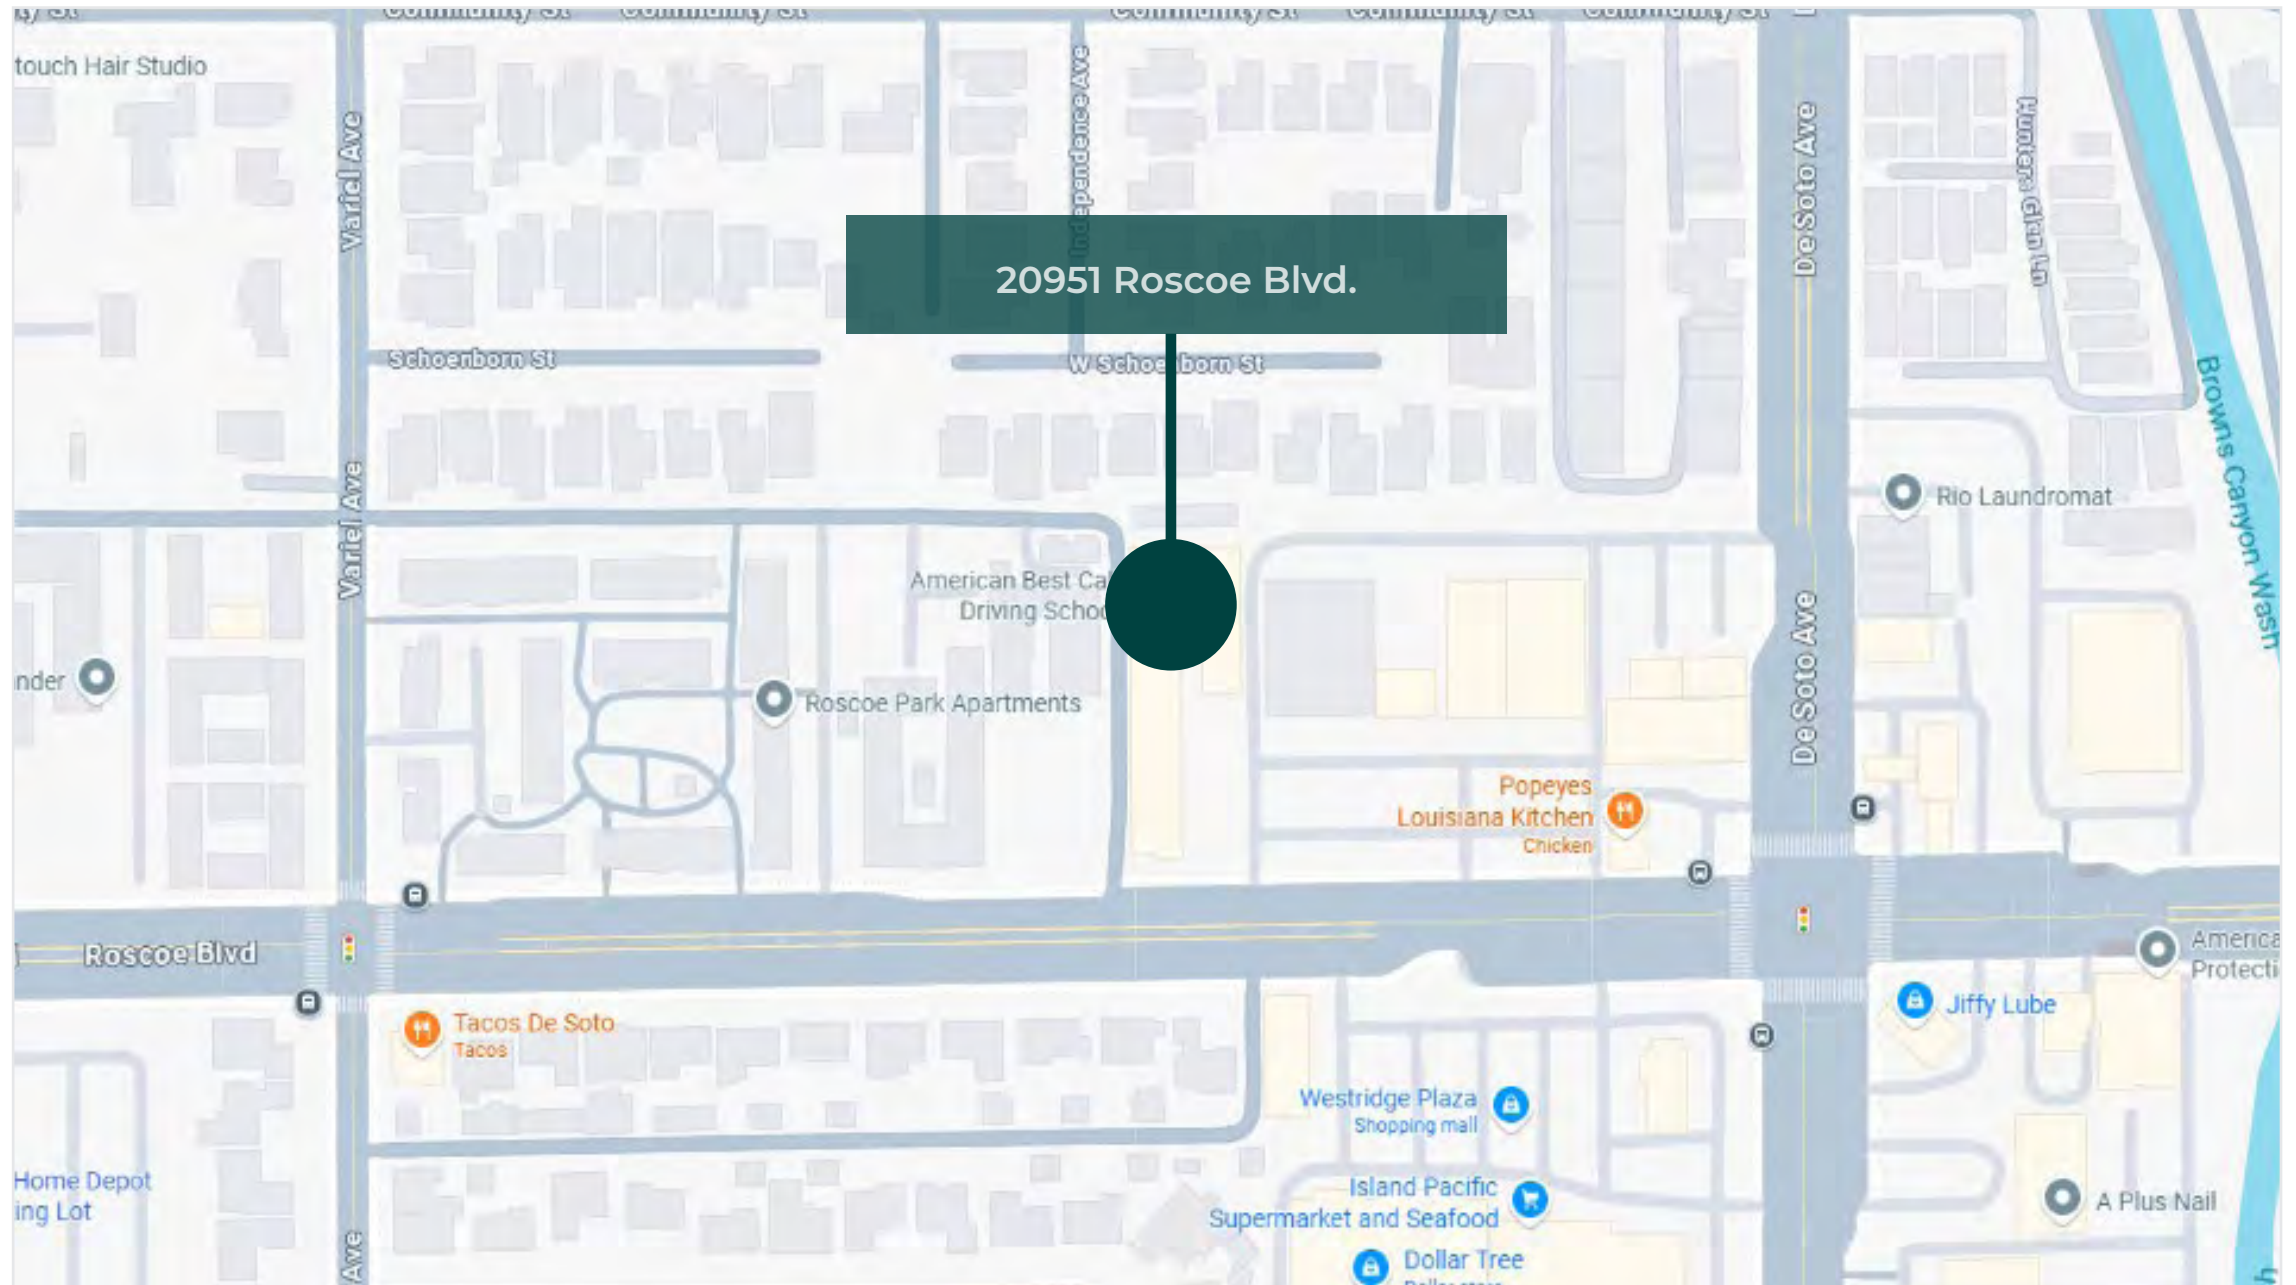 Community St
Community St
Community St
Community St
Community St
touch Hair Studio
Variel Ave
Independence Ave
De Soto Ave
Hunters Glen Ln
20951 Roscoe Blvd.
Schoenborn St
W Schoenborn St
Browns Canyon Wash
Variel Ave
Rio Laundromat
American Best Ca
Driving Schoo
De Soto Ave
nder
Roscoe Park Apartments
Popeyes
Louisiana Kitchen
Chicken
Roscoe Blvd
America
Protecti
Jiffy Lube
Tacos De Soto
Tacos
Westridge Plaza
Shopping mall
Home Depot
ing Lot
Island Pacific
Supermarket and Seafood
A Plus Nail
Ave
Dollar Tree